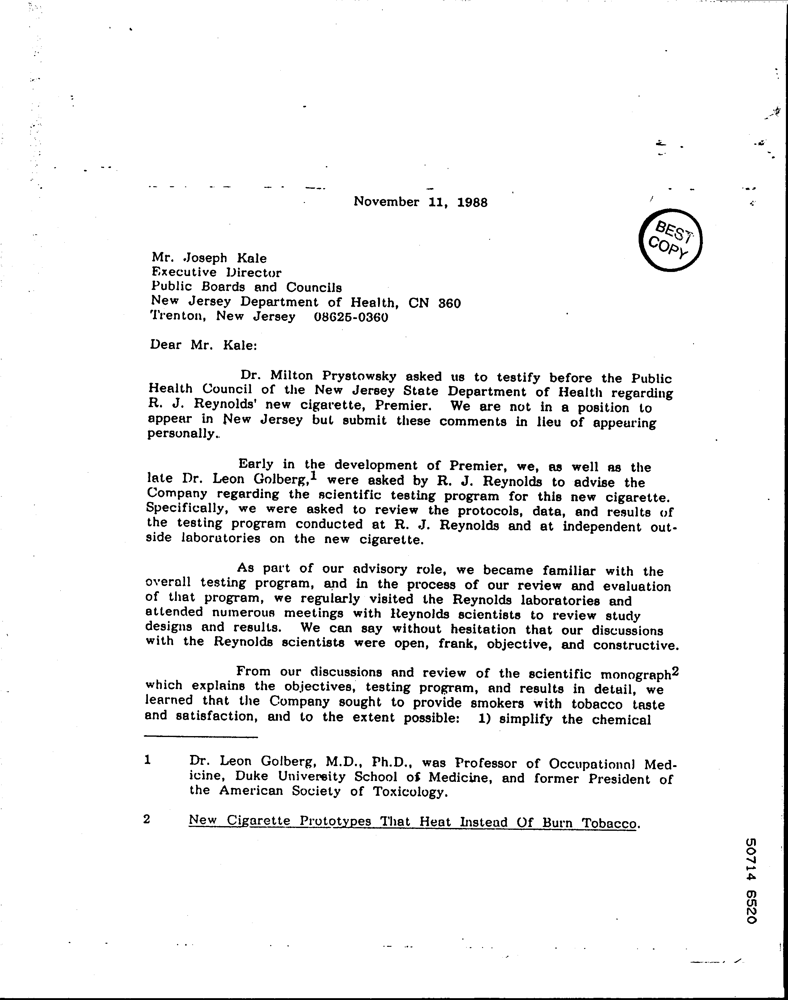 November 11, 1988
BEST
COPY
Mr. Joseph Kale
Executive Director
Public Boards and Councils
New Jersey Department of Health, CN 360
Trenton, New Jersey 08625-0360
Dear Mr. Kale:
Dr. Milton Prystowsky asked us to testify before the Public
Health Council of the New Jersey State Department of Health regarding
R. J. Reynolds' new cigarette, Premier. We are not in a position to
appear in New Jersey but submit these comments in lieu of appearing
personally.
Early in the development of Premier, we, as well as the
late Dr. Leon Golberg,1 were asked by R. J. Reynolds to advise the
Company regarding the scientific testing program for this new cigarette.
Specifically, we were asked to review the protocols, data, and results of
the testing program conducted at R. J. Reynolds and at independent out-
side laboratories on the new cigarette.
As part of our advisory role, we became familiar with the
overall testing program, and in the process of our review and evaluation
of that program, we regularly visited the Reynolds laboratories and
attended numerous meetings with Reynolds scientists to review study
designs and results. We can say without hesitation that our discussions
with the Reynolds scientists were open, frank, objective, and constructive.
From our discussions and review of the scientific monograph2
which explains the objectives, testing program, and results in detail, we
learned that the Company sought to provide smokers with tobacco taste
and satisfaction, and to the extent possible: 1) simplify the chemical
1 Dr. Leon Golberg, M.D., Ph.D., was Professor of Occupational Med-
icine, Duke University School of Medicine, and former President of
the American Society of Toxicology.
2 New Cigarette Prototypes That Heat Instead Of Burn Tobacco.
50714 6520